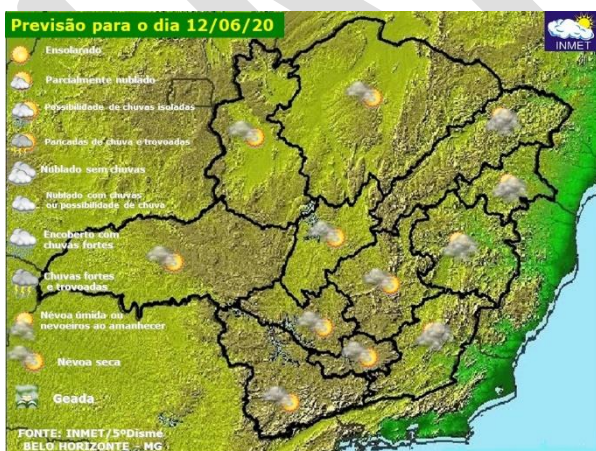 Previsão para o dia 12/06/20
INMET
Ensolarado
Parcialmente nublado
Possibilidade de chuvas isoladas
Pancadas de chuva e trovoadas
Nublado sem chuvas
Nublado com chuvas
ou possibilidade de chuva
Encoberto com
chuvas fortes
Chuvas fortes
e trovoadas
Névoa úmida ou
nevoeiros ao amanhecer
Névoa seca
Geada
FONTE: INMET/5ºDisme
BELO HORIZONTE - MG